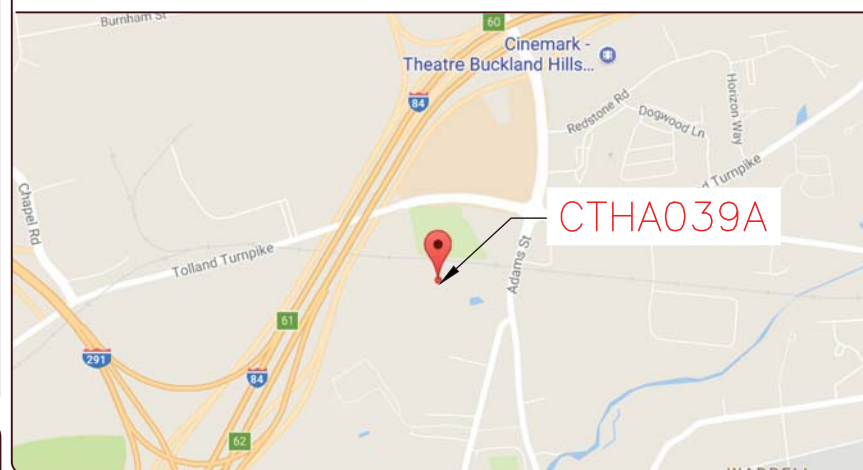 Burnham St
60
Cinemark -
Theatre Buckland Hills...
84
Redstone Rd
Dogwood Ln
Horizon Way
Turnpike
Chapel Rd
CTHA039A
Tolland Turnpike
Adams St
61
291
84
62